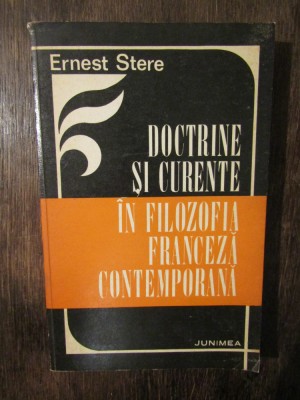 Ernest Stere
DOCTRINE
ȘI CURENTE
ÎN FILOZOFIA
FRANCEZĂ
CONTEMPORANĂ
JUNIMEA